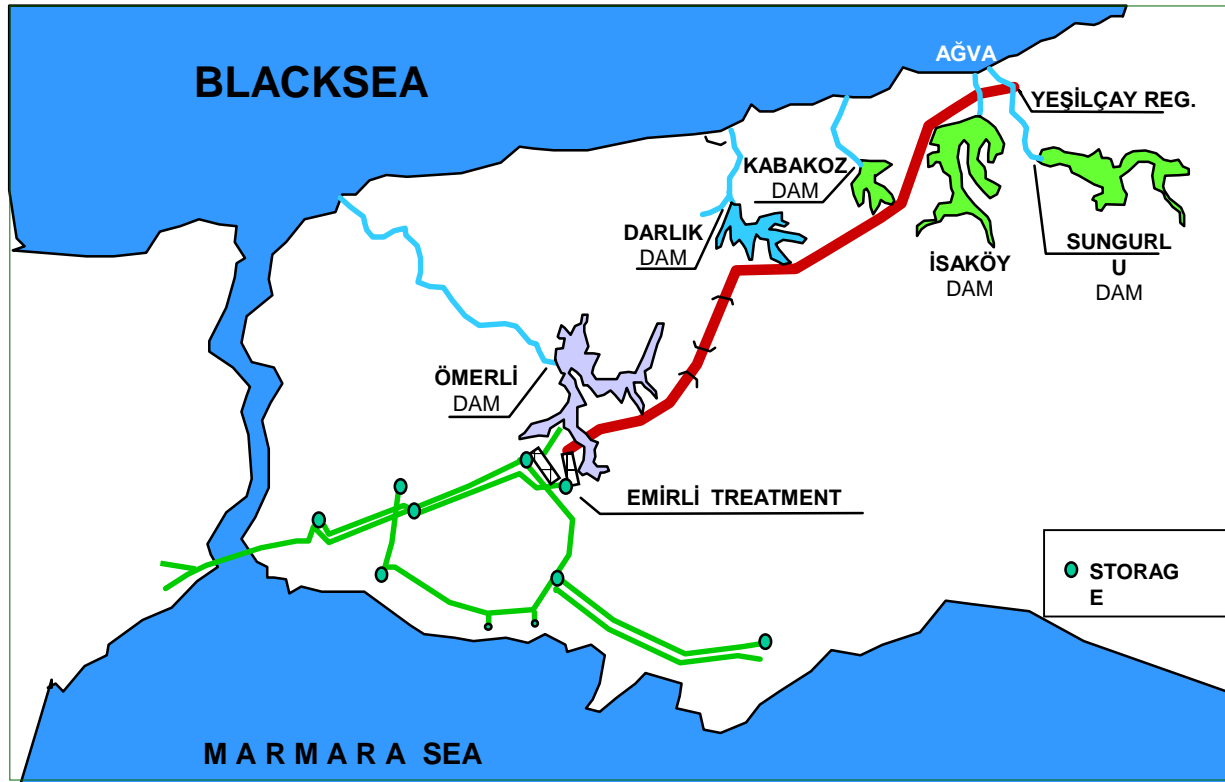 AĞVA
BLACKSEA
YEŞİLÇAY REG.
KABAKOZ
DAM
DARLIK
DAM
SUNGURL
U
DAM
İSAKÖY
DAM
ÖMERLİ
DAM
EMİRLİ TREATMENT
STORAG
E
M A R M A R A SEA